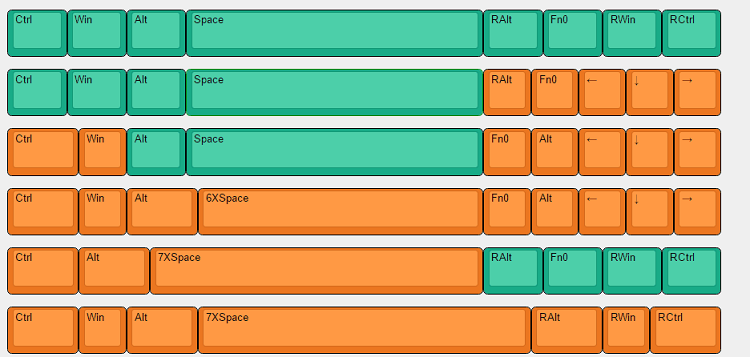 Ctrl Win Alt Space RAlt Fn0 RWin RCtrl
Ctrl Win Alt Space RAlt Fn0 ← ↓ →
Ctrl Win Alt Space Fn0 Alt ← ↓ →
Ctrl Win Alt 6XSpace Fn0 Alt ← ↓ →
Ctrl Alt 7XSpace RAlt Fn0 RWin RCtrl
Ctrl Win Alt 7XSpace RAlt RWin RCtrl